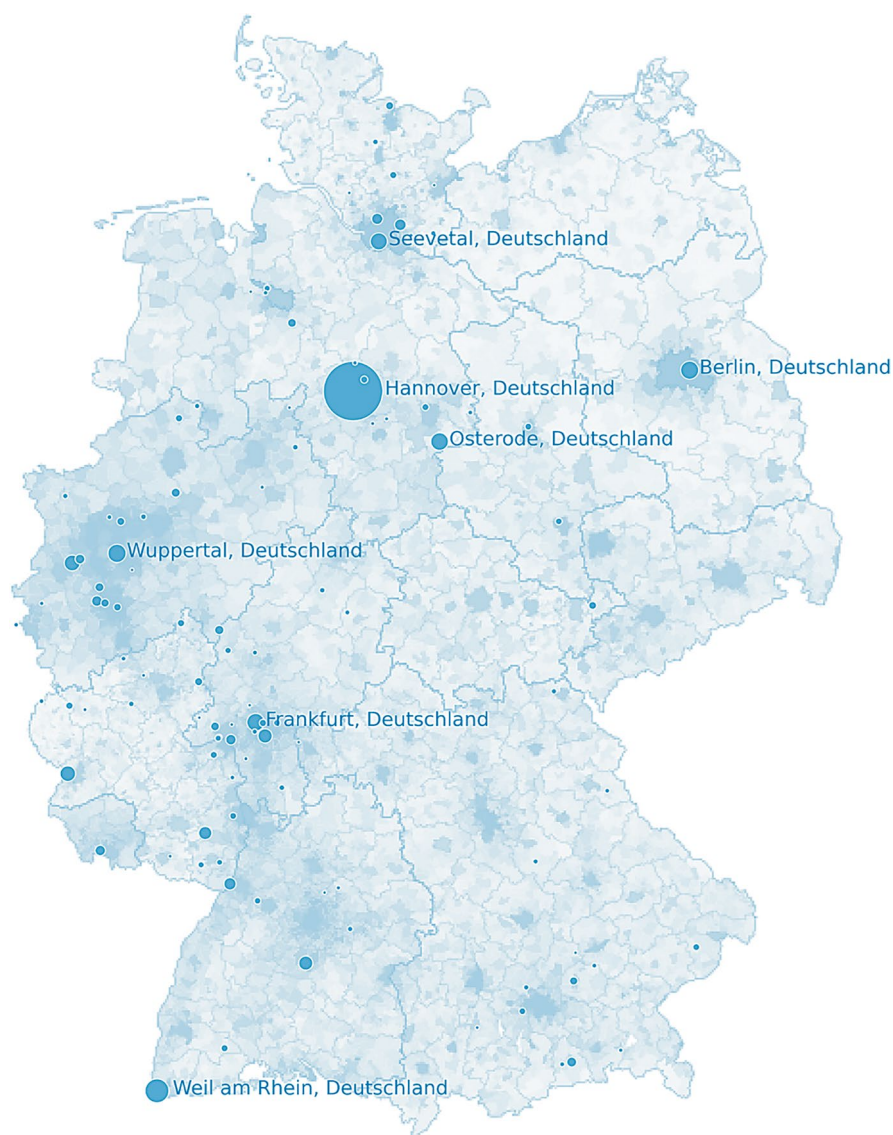 Seevetal, Deutschland
Berlin, Deutschland
Hannover, Deutschland
Osterode, Deutschland
Wuppertal, Deutschland
Frankfurt, Deutschland
Weil am Rhein, Deutschland